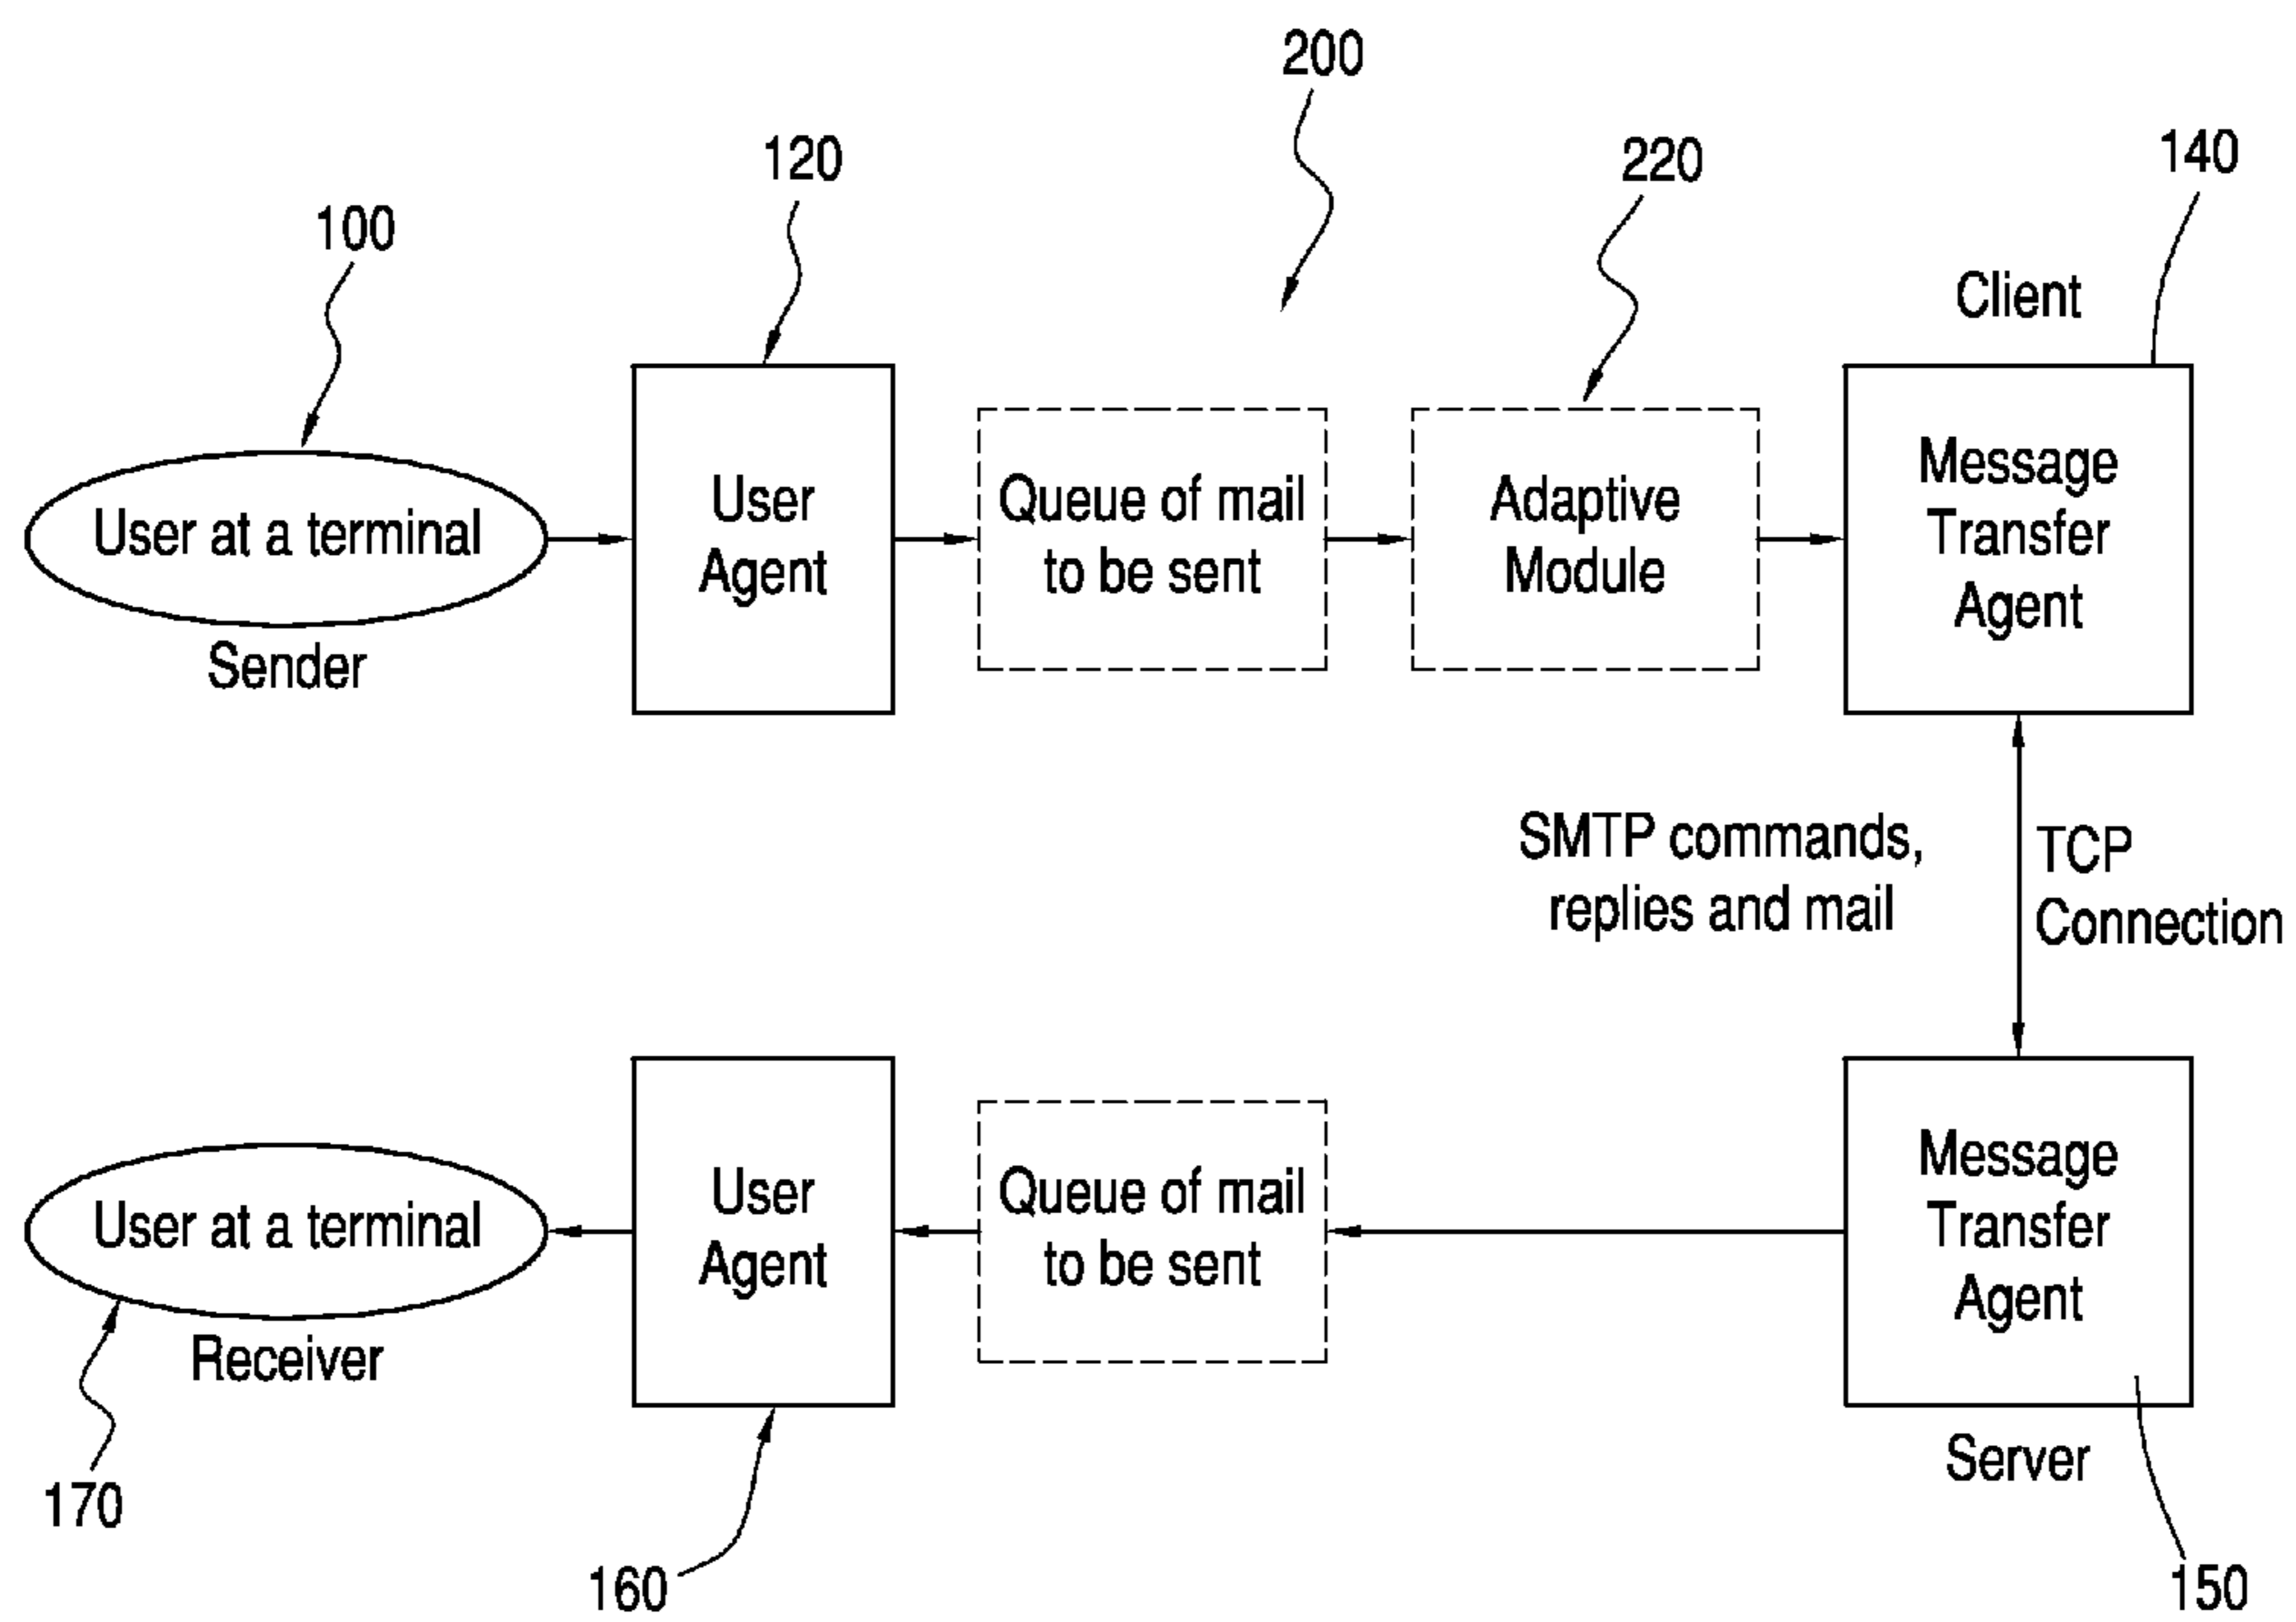 200
120
220
140
100
Client
User at a terminal
Sender
User
Agent
Queue of mail
to be sent
Adaptive
Module
Message
Transfer
Agent
SMTP commands,
replies and mail
TCP
Connection
User at a terminal
Receiver
User
Agent
Queue of mail
to be sent
Message
Transfer
Agent
Server
170
160
150